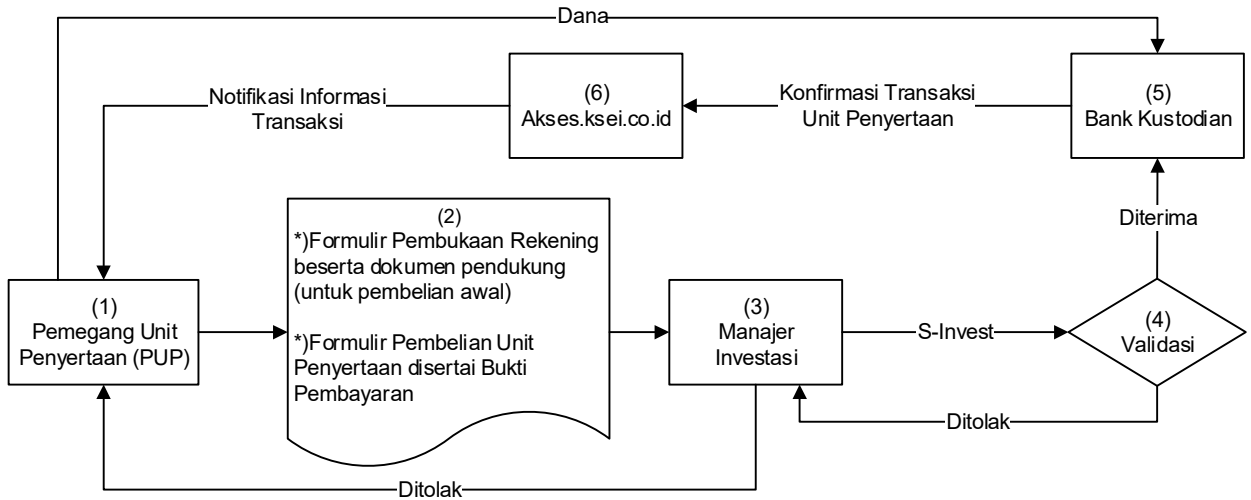 Dana
(6)
Akses.ksei.co.id
(5)
Bank Kustodian
Notifikasi Informasi
Transaksi
Konfirmasi Transaksi
Unit Penyertaan
Diterima
(1)
Pemegang Unit
Penyertaan (PUP)
(2)
*)Formulir Pembukaan Rekening
beserta dokumen pendukung
(untuk pembelian awal)
*)Formulir Pembelian Unit
Penyertaan disertai Bukti
Pembayaran
(3)
Manajer
Investasi
S-Invest
(4)
Validasi
Ditolak
Ditolak